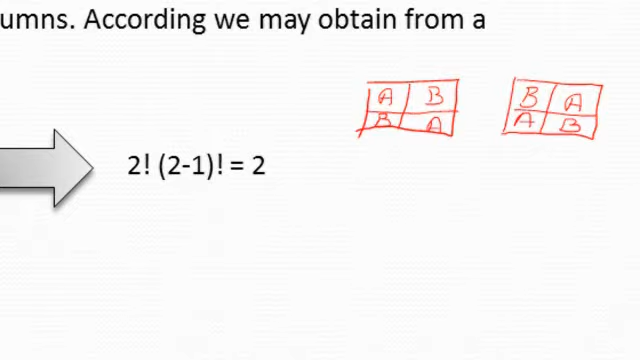 umns. According we may obtain from a
A B B A
B A A B
2! (2-1)! = 2